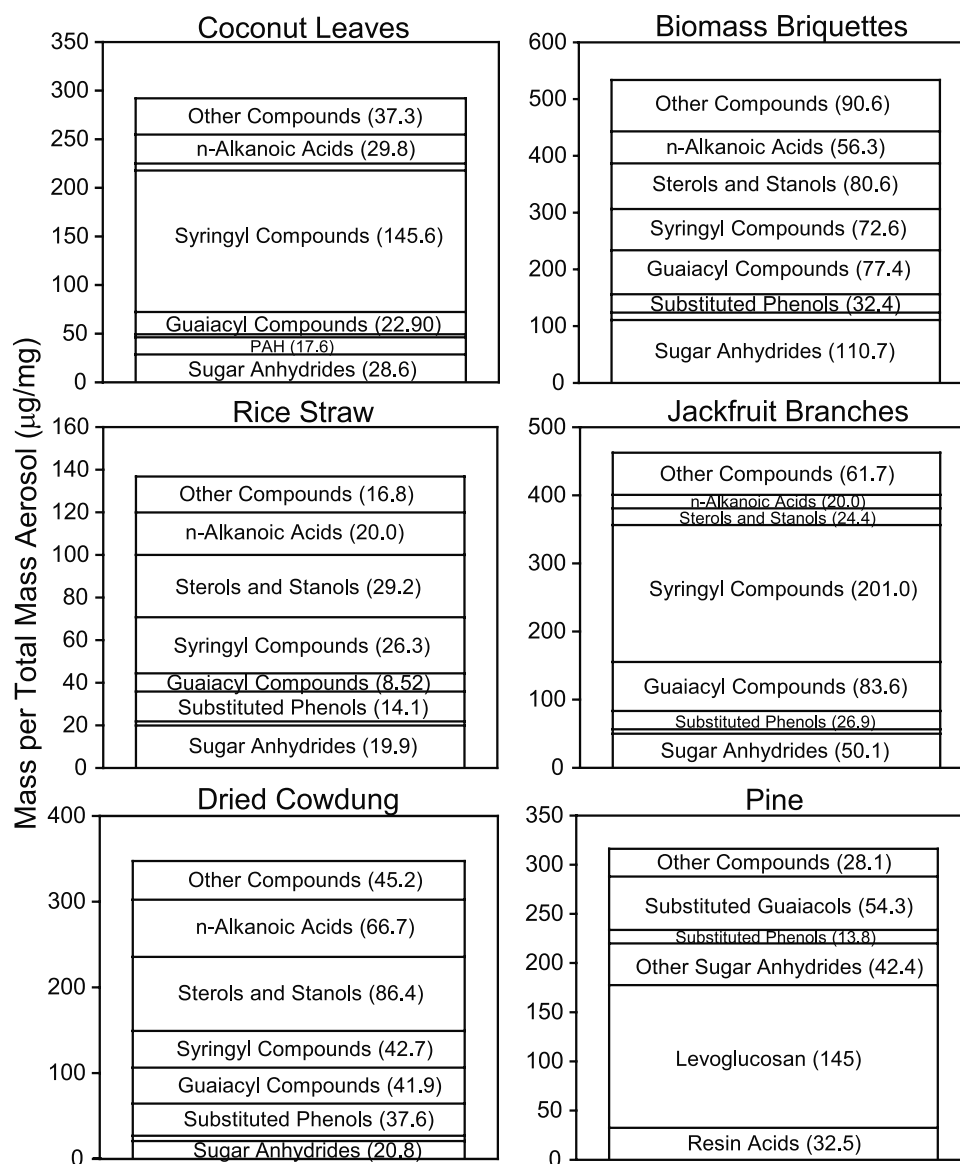 Coconut Leaves
350
300
250
200
150
100
50
0
Other Compounds (37.3)
n-Alkanoic Acids (29.8)
Syringyl Compounds (145.6)
Guaiacyl Compounds (22.90)
PAH (17.6)
Sugar Anhydrides (28.6)
Biomass Briquettes
600
500
400
300
200
100
0
Other Compounds (90.6)
n-Alkanoic Acids (56.3)
Sterols and Stanols (80.6)
Syringyl Compounds (72.6)
Guaiacyl Compounds (77.4)
Substituted Phenols (32.4)
Sugar Anhydrides (110.7)
Mass per Total Mass Aerosol (μg/mg)
Rice Straw
160
140
120
100
80
60
40
20
0
Other Compounds (16.8)
n-Alkanoic Acids (20.0)
Sterols and Stanols (29.2)
Syringyl Compounds (26.3)
Guaiacyl Compounds (8.52)
Substituted Phenols (14.1)
Sugar Anhydrides (19.9)
Jackfruit Branches
500
400
300
200
100
0
Other Compounds (61.7)
n-Alkanoic Acids (20.0)
Sterols and Stanols (24.4)
Syringyl Compounds (201.0)
Guaiacyl Compounds (83.6)
Substituted Phenols (26.9)
Sugar Anhydrides (50.1)
Dried Cowdung
400
300
200
100
0
Other Compounds (45.2)
n-Alkanoic Acids (66.7)
Sterols and Stanols (86.4)
Syringyl Compounds (42.7)
Guaiacyl Compounds (41.9)
Substituted Phenols (37.6)
Sugar Anhydrides (20.8)
Pine
350
300
250
200
150
100
50
0
Other Compounds (28.1)
Substituted Guaiacols (54.3)
Substituted Phenols (13.8)
Other Sugar Anhydrides (42.4)
Levoglucosan (145)
Resin Acids (32.5)